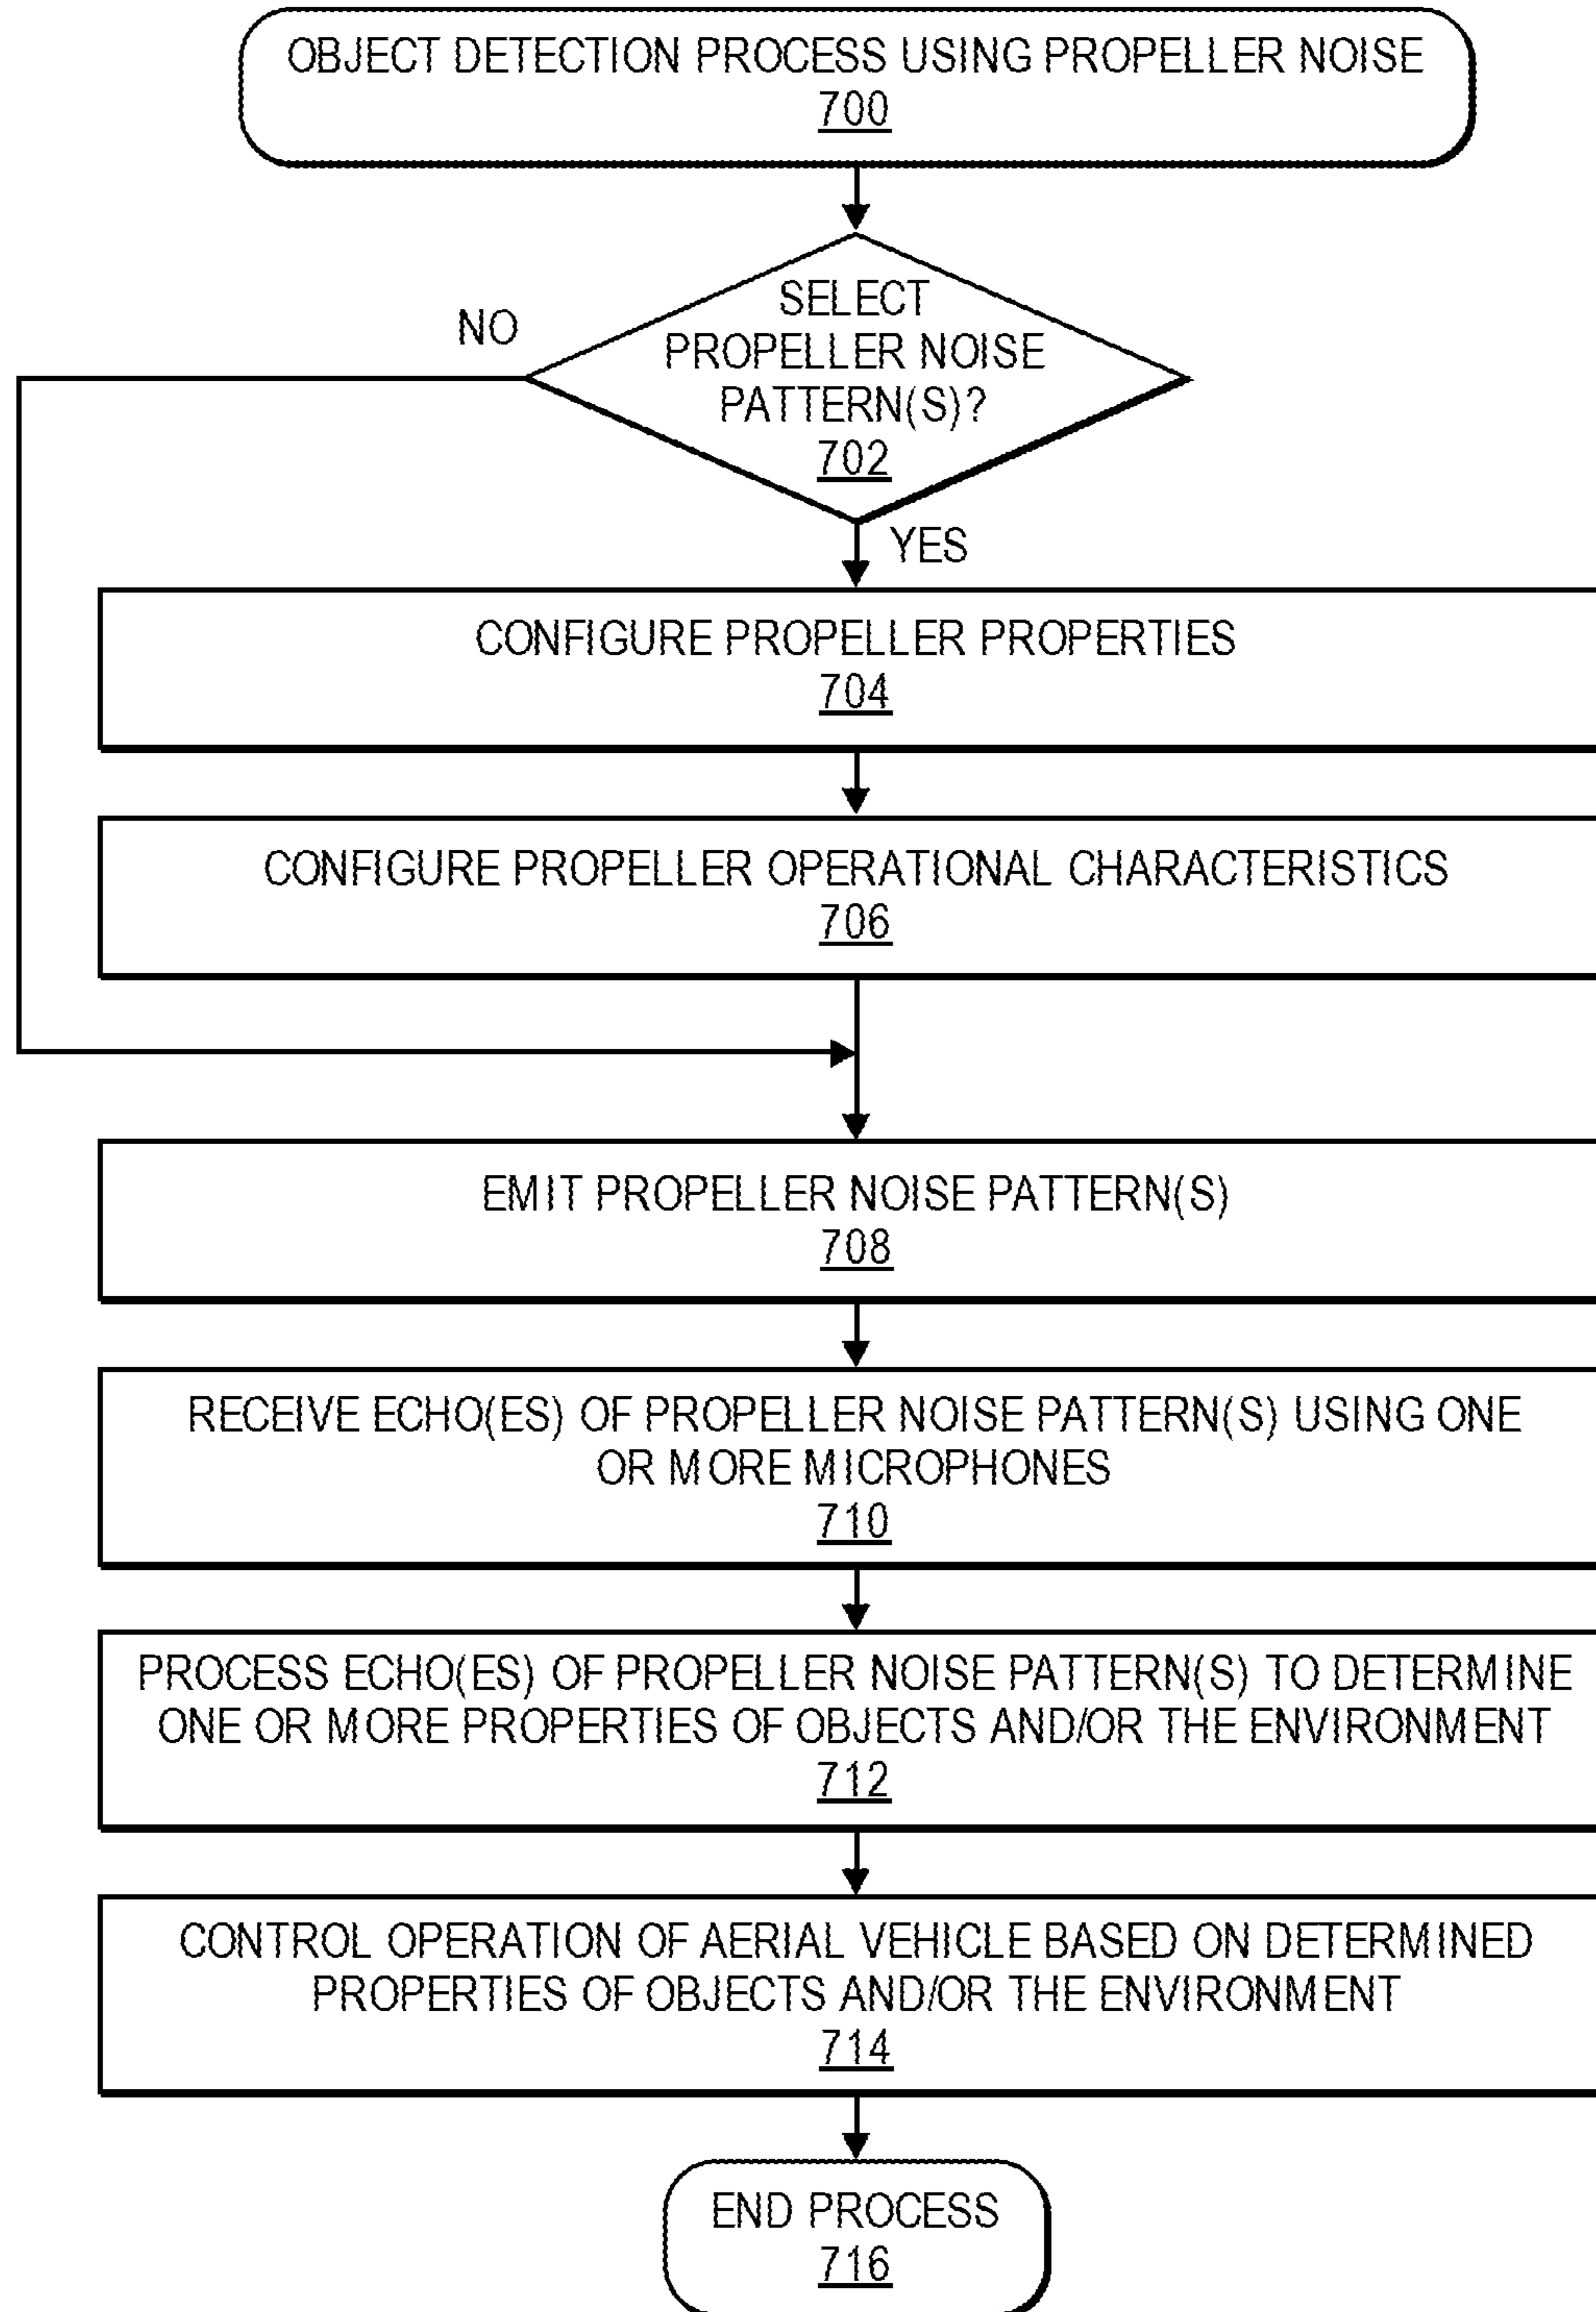 OBJECT DETECTION PROCESS USING PROPELLER NOISE
700
SELECT
PROPELLER NOISE
PATTERN(S)?
702
NO
YES
CONFIGURE PROPELLER PROPERTIES
704
CONFIGURE PROPELLER OPERATIONAL CHARACTERISTICS
706
EMIT PROPELLER NOISE PATTERN(S)
708
RECEIVE ECHO(ES) OF PROPELLER NOISE PATTERN(S) USING ONE
OR MORE MICROPHONES
710
PROCESS ECHO(ES) OF PROPELLER NOISE PATTERN(S) TO DETERMINE
ONE OR MORE PROPERTIES OF OBJECTS AND/OR THE ENVIRONMENT
712
CONTROL OPERATION OF AERIAL VEHICLE BASED ON DETERMINED
PROPERTIES OF OBJECTS AND/OR THE ENVIRONMENT
714
END PROCESS
716